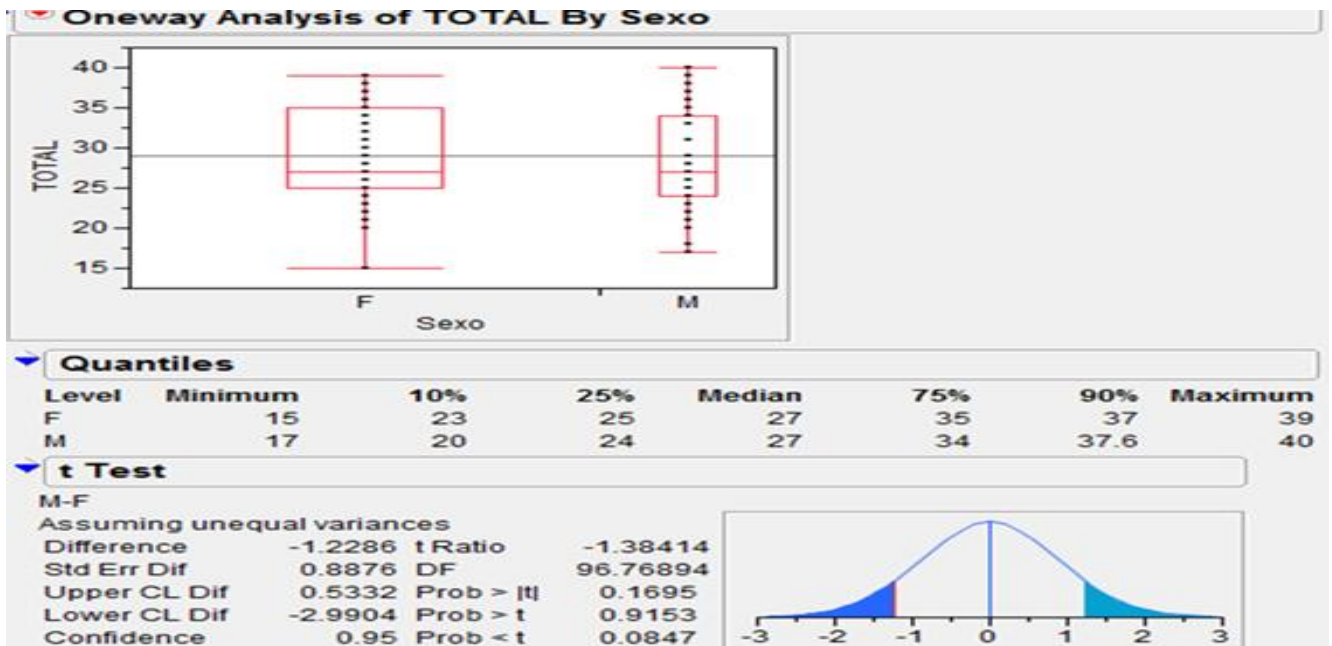 Oneway Analysis of TOTAL By Sexo
40
35
30
25
20
15
TOTAL
F M
Sexo
Quantiles
Level Minimum 10% 25% Median 75% 90% Maximum
F 15 23 25 27 35 37 39
M 17 20 24 27 34 37.6 40
t Test
M-F
Assuming unequal variances
Difference -1.2286 t Ratio -1.38414
Std Err Dif 0.8876 DF 96.76894
Upper CL Dif 0.5332 Prob > |t| 0.1695
Lower CL Dif -2.9904 Prob > t 0.9153
Confidence 0.95 Prob < t 0.0847
-3 -2 -1 0 1 2 3